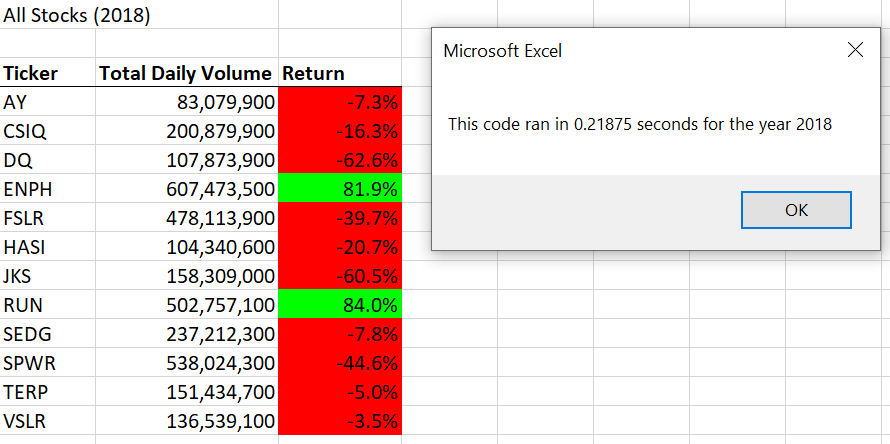 All Stocks (2018)
Ticker Total Daily Volume Return
AY 83,079,900 -7.3%
CSIQ 200,879,900 -16.3%
DQ 107,873,900 -62.6%
ENPH 607,473,500 81.9%
FSLR 478,113,900 -39.7%
HASI 104,340,600 -20.7%
JKS 158,309,000 -60.5%
RUN 502,757,100 84.0%
SEDG 237,212,300 -7.8%
SPWR 538,024,300 -44.6%
TERP 151,434,700 -5.0%
VSLR 136,539,100 -3.5%
Microsoft Excel
This code ran in 0.21875 seconds for the year 2018
OK